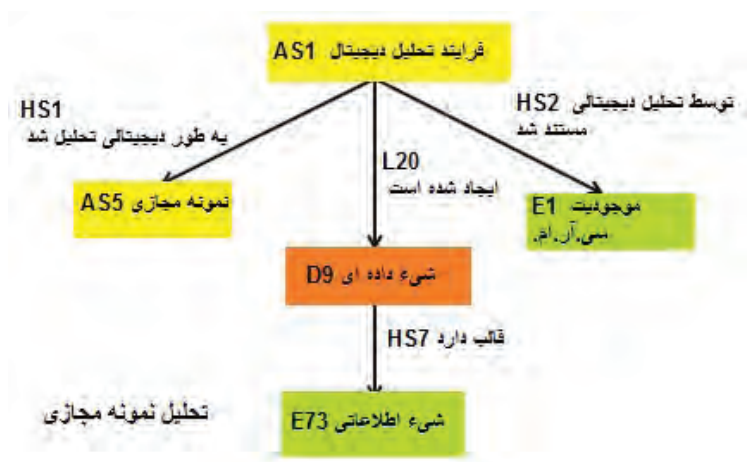 فرایند تحلیل دیجیتال AS1
HS2 توسط تحلیل دیجیتالی
مستند شد
HS1
به طور دیجیتالی تحلیل شد
L20
ایجاد شده است
نمونه مجازی AS5
موجودیت E1
سی.آر.ام.
شیء داده ای D9
قالب دارد HS7
شیء اطلاعاتی E73
تحلیل نمونه مجازی